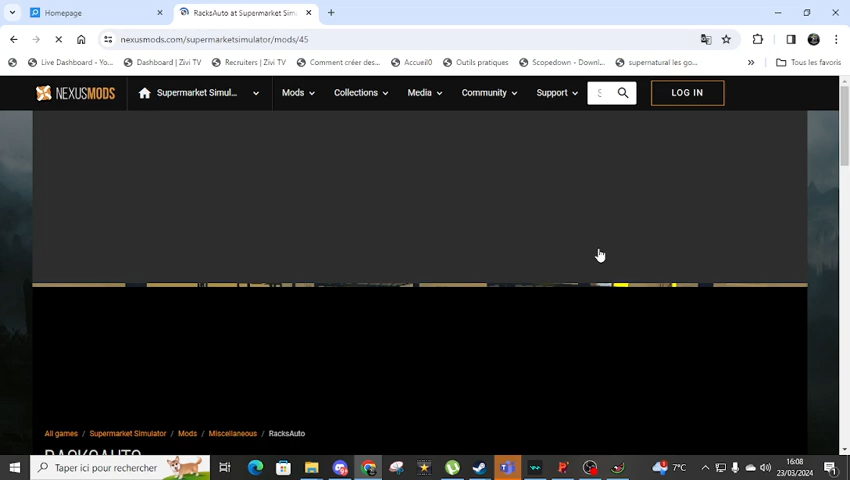 Homepage
RacksAuto at Supermarket Sim
nexusmods.com/supermarketsimulator/mods/45
Live Dashboard - Yo...
Dashboard | Zivi TV
Recruiters | Zivi TV
Comment créer des...
Accueil0
Outils pratiques
Scopedown - Downl...
supernatural les go...
Tous les favoris
NEXUSMODS
Supermarket Simul...
Mods
Collections
Media
Community
Support
S
LOG IN
All games / Supermarket Simulator / Mods / Miscellaneous / RacksAuto
RACKSAUTO
Taper ici pour rechercher
7°C
16:08
23/03/2024